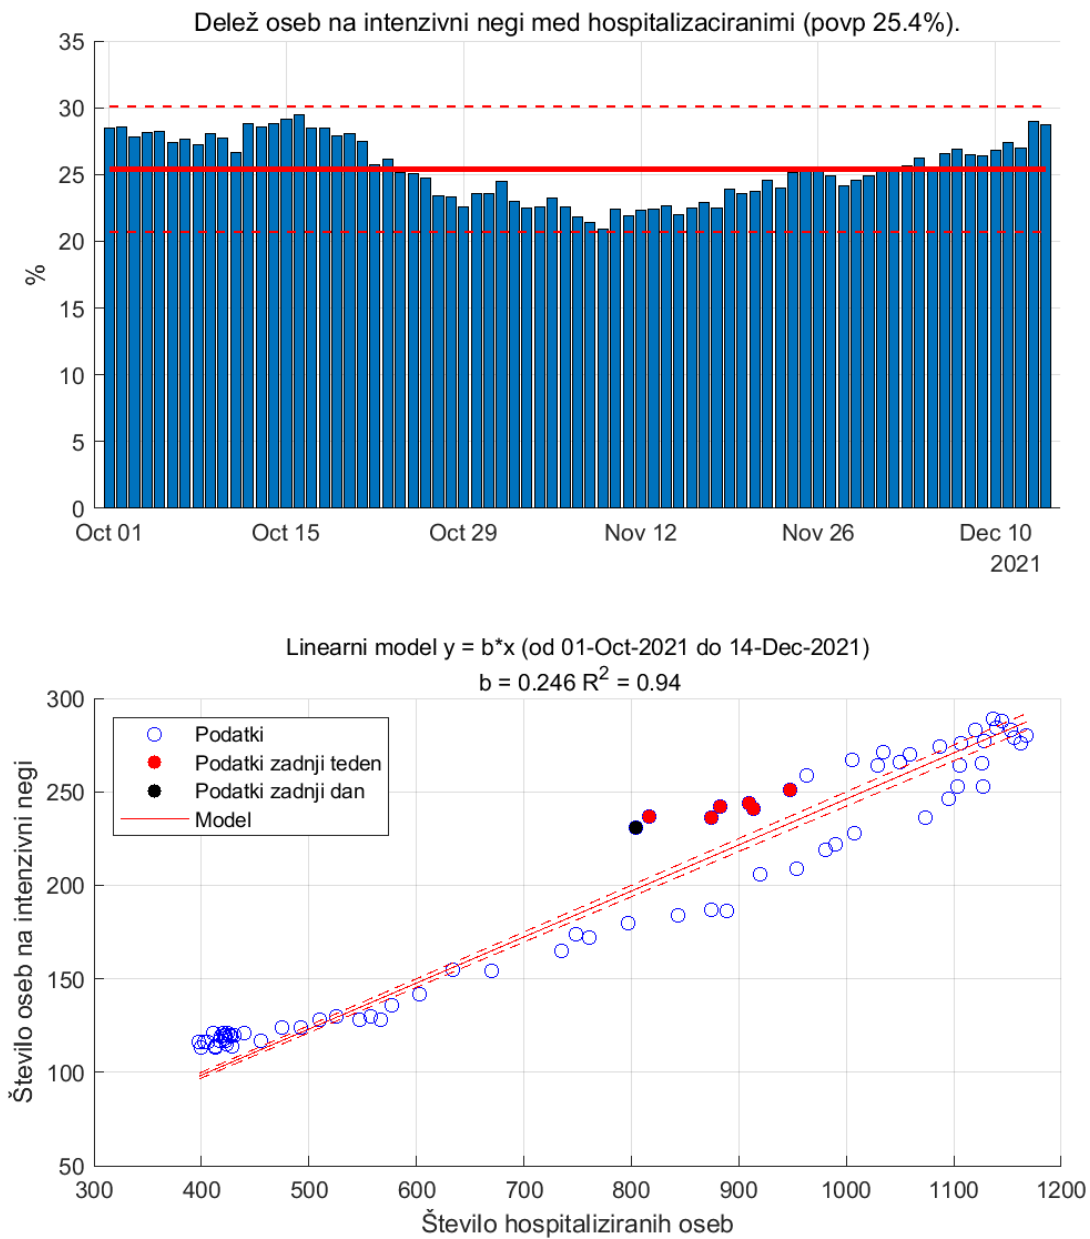 Delež oseb na intenzivni negi med hospitalizaciranimi (povp 25.4%).
35
30
25
20
15
10
5
0
%
Oct 01 Oct 15 Oct 29 Nov 12 Nov 26 Dec 10
2021
Linearni model y = b*x (od 01-Oct-2021 do 14-Dec-2021)
b = 0.246 R² = 0.94
300
250
200
150
100
50
Število oseb na intenzivni negi
Podatki
Podatki zadnji teden
Podatki zadnji dan
Model
300 400 500 600 700 800 900 1000 1100 1200
Število hospitaliziranih oseb